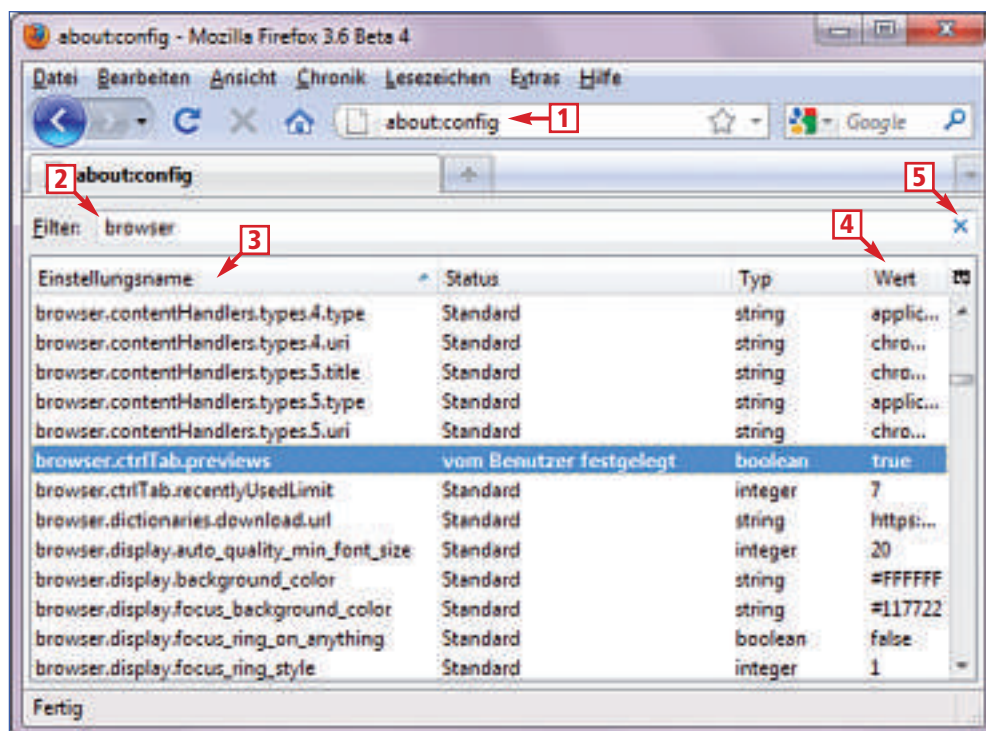 about:config - Mozilla Firefox 3.6 Beta 4
Datei Bearbeiten Ansicht Chronik Lesezeichen Extras Hilfe
about:config 1 Google
2 about:config 5
Filter: browser 3 4
Einstellungsname Status Typ Wert
browser.contentHandlers.types.4.type Standard string applic...
browser.contentHandlers.types.4.uri Standard string chro...
browser.contentHandlers.types.5.title Standard string chro...
browser.contentHandlers.types.5.type Standard string applic...
browser.contentHandlers.types.5.uri Standard string chro...
browser.ctrlTab.previews vom Benutzer festgelegt boolean true
browser.ctrlTab.recentlyUsedLimit Standard integer 7
browser.dictionaries.download.url Standard string https:...
browser.display.auto_quality_min_font_size Standard integer 20
browser.display.background_color Standard string #FFFFFF
browser.display.focus_background_color Standard string #117722
browser.display.focus_ring_on_anything Standard boolean false
browser.display.focus_ring_style Standard integer 1
Fertig